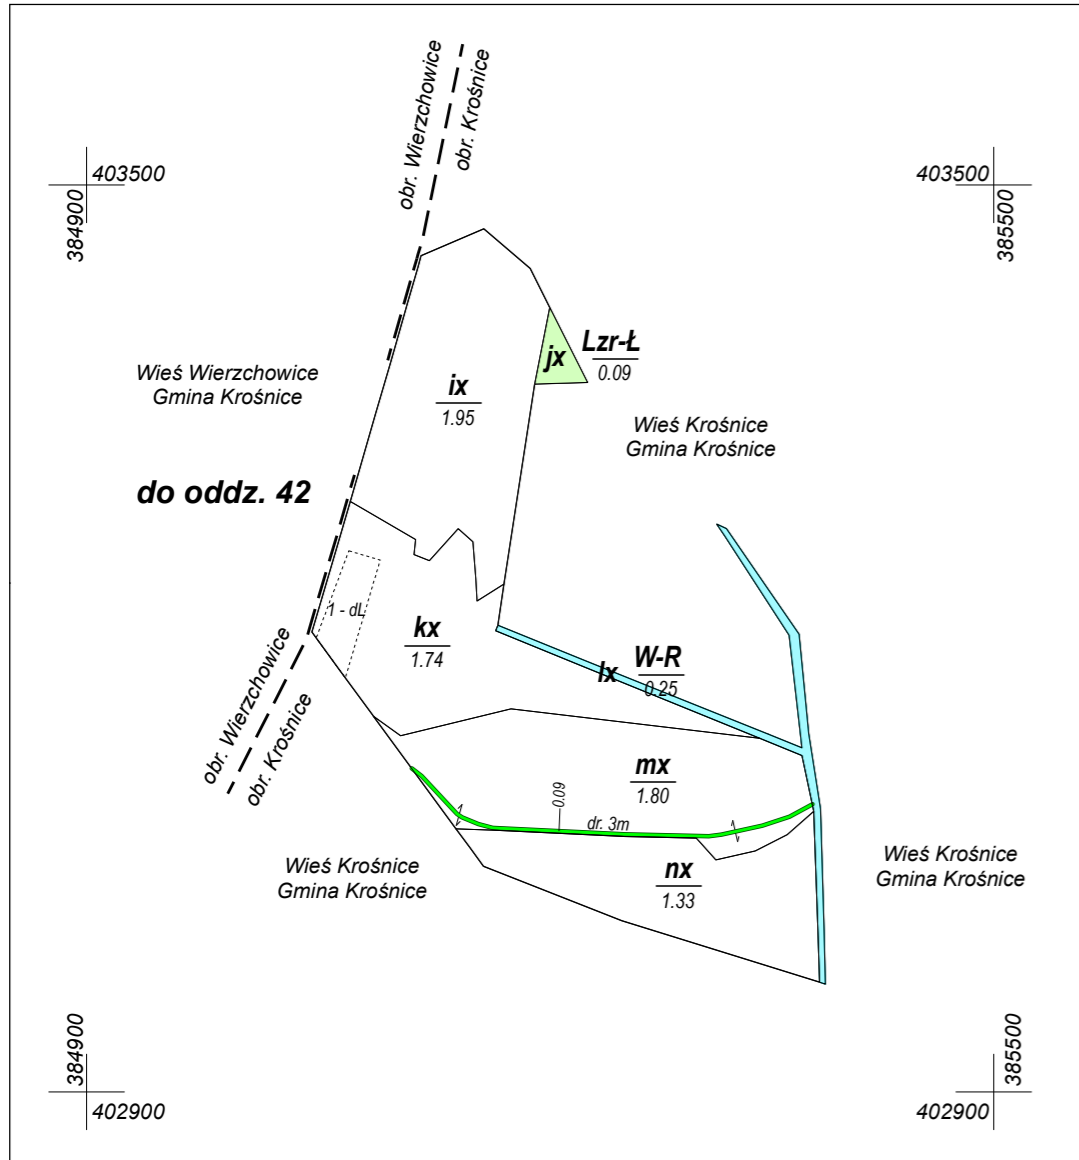 obr. Wierzchowice
obr. Krośnice
403500
384900
403500
385500
Wieś Wierzchowice
Gmina Krośnice
ix
1.95
jx
Lzr-Ł
0.09
Wieś Krośnice
Gmina Krośnice
do oddz. 42
1 - dL
kx
1.74
lx
W-R
0.25
obr. Wierzchowice
obr. Krośnice
mx
1.80
0.09
dr. 3m
nx
1.33
Wieś Krośnice
Gmina Krośnice
Wieś Krośnice
Gmina Krośnice
384900
402900
385500
402900